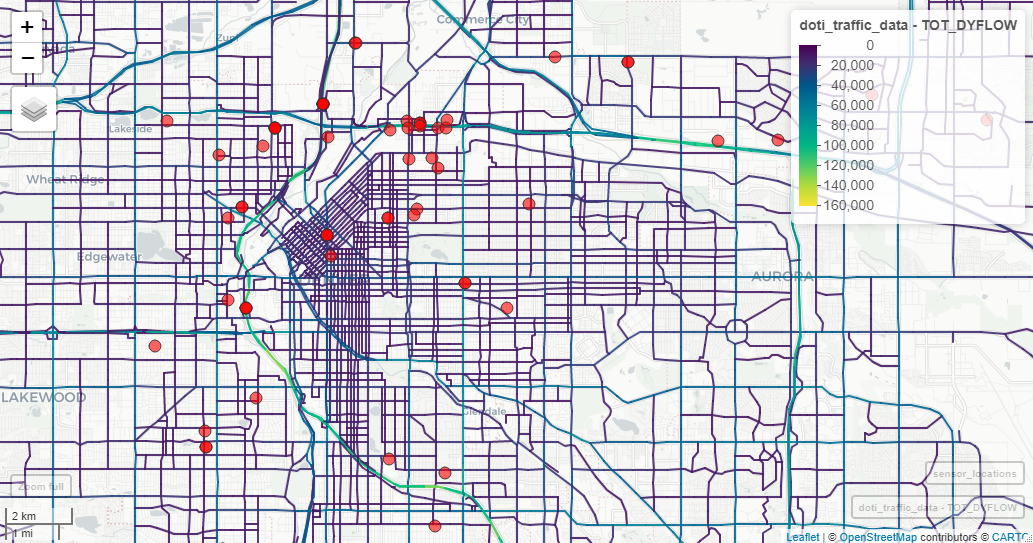 +
−
Commerce City
Zuni
Lakeside
Wheat Ridge
Edgewater
AURORA
LAKEWOOD
Glendale
doti_traffic_data - TOT_DYFLOW
0
20,000
40,000
60,000
80,000
100,000
120,000
140,000
160,000
Zoom full
2 km
1 mi
sensor_locations
doti_traffic_data - TOT_DYFLOW
Leaflet | © OpenStreetMap contributors © CARTO